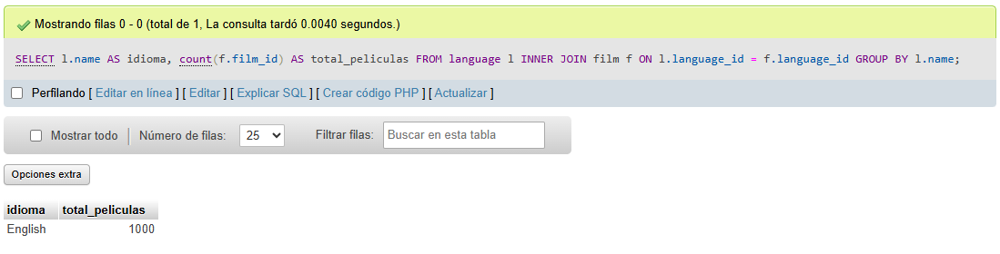 Mostrando filas 0 - 0 (total de 1, La consulta tardó 0.0040 segundos.)
SELECT l.name AS idioma, count(f.film_id) AS total_peliculas FROM language l INNER JOIN film f ON l.language_id = f.language_id GROUP BY l.name;
Perfilando [ Editar en línea ] [ Editar ] [ Explicar SQL ] [ Crear código PHP ] [ Actualizar ]
Mostrar todo Número de filas: 25 Filtrar filas: Buscar en esta tabla
Opciones extra
idioma total_peliculas
English 1000